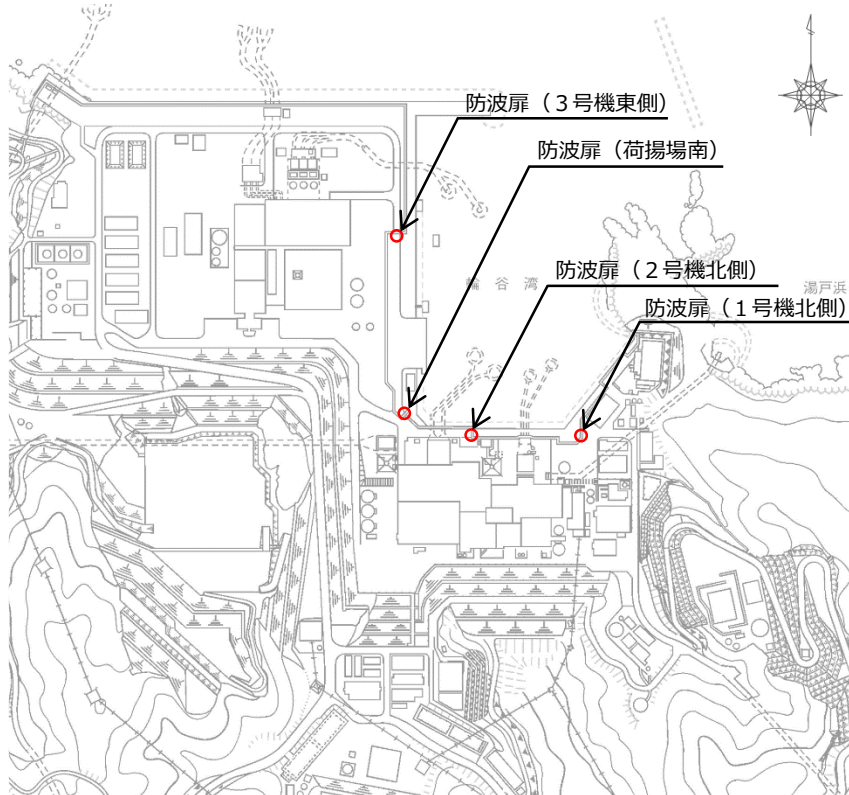 防波扉（３号機東側）
防波扉（荷揚場南）
防波扉（２号機北側）
輪 谷 湾
湯戸浜
防波扉（１号機北側）